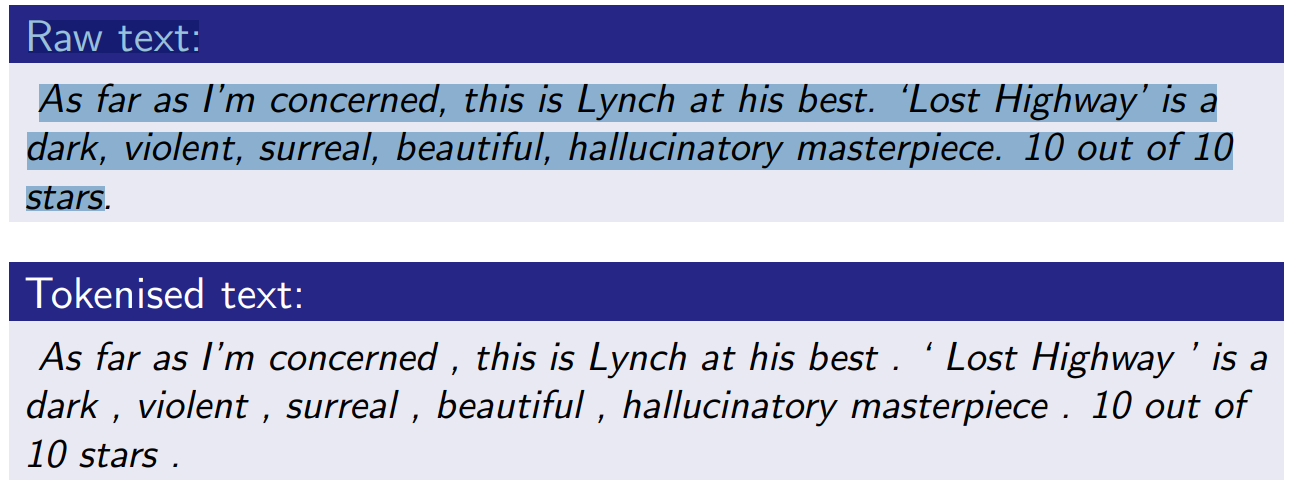 Raw text:
As far as I'm concerned, this is Lynch at his best. ‘Lost Highway’ is a
dark, violent, surreal, beautiful, hallucinatory masterpiece. 10 out of 10
stars.
Tokenised text:
As far as I'm concerned , this is Lynch at his best . ‘ Lost Highway ’ is a
dark , violent , surreal , beautiful , hallucinatory masterpiece . 10 out of
10 stars .